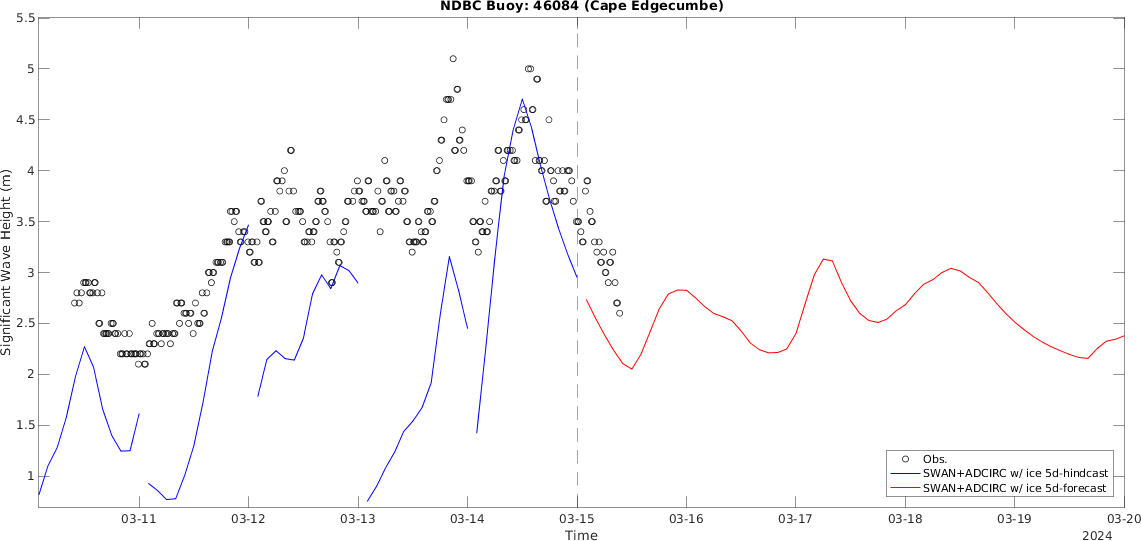 NDBC Buoy: 46084 (Cape Edgecumbe)
5.5
5
4.5
4
3.5
3
2.5
2
1.5
1
Significant Wave Height (m)
Obs.
SWAN+ADCIRC w/ ice 5d-hindcast
SWAN+ADCIRC w/ ice 5d-forecast
03-11 03-12 03-13 03-14 03-15 03-16 03-17 03-18 03-19 03-20
Time
2024